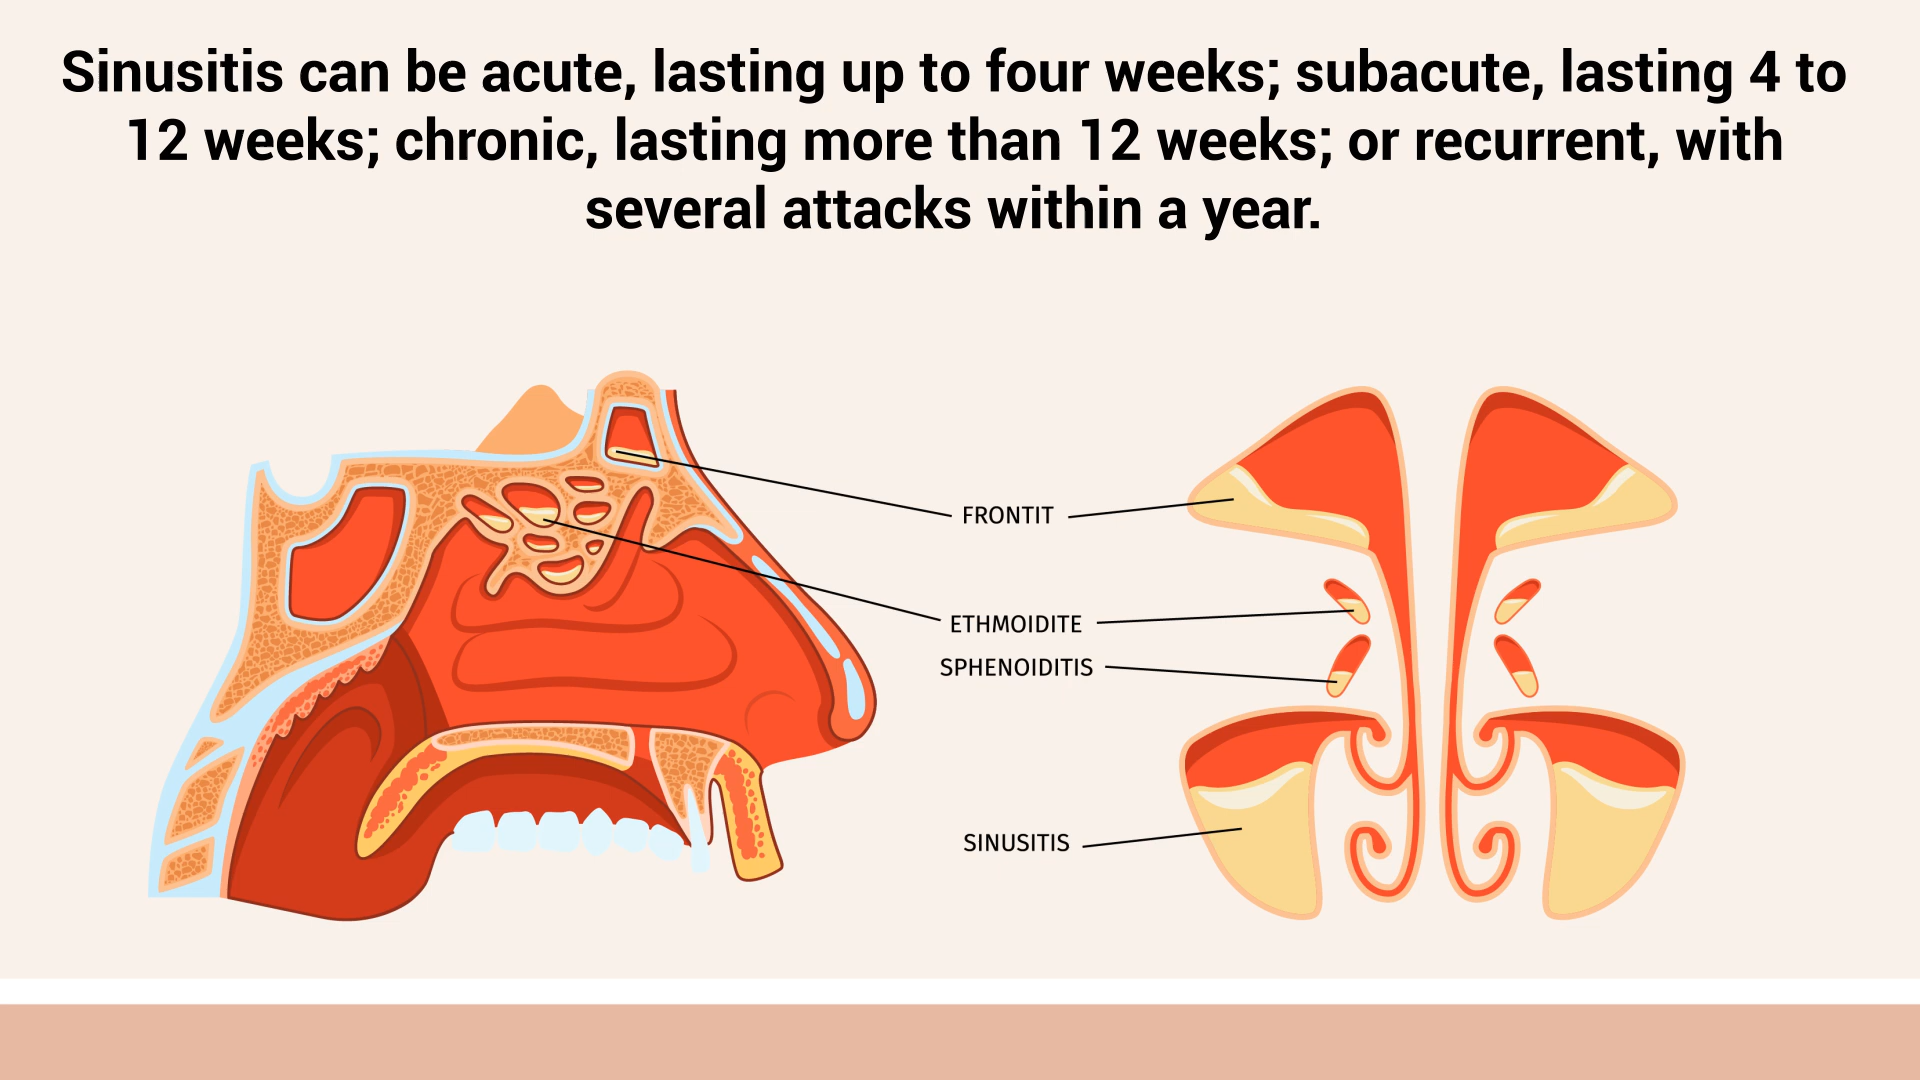 Sinusitis can be acute, lasting up to four weeks; subacute, lasting 4 to
12 weeks; chronic, lasting more than 12 weeks; or recurrent, with
several attacks within a year.
FRONTIT
ETHMOIDITE
SPHENOIDITIS
SINUSITIS